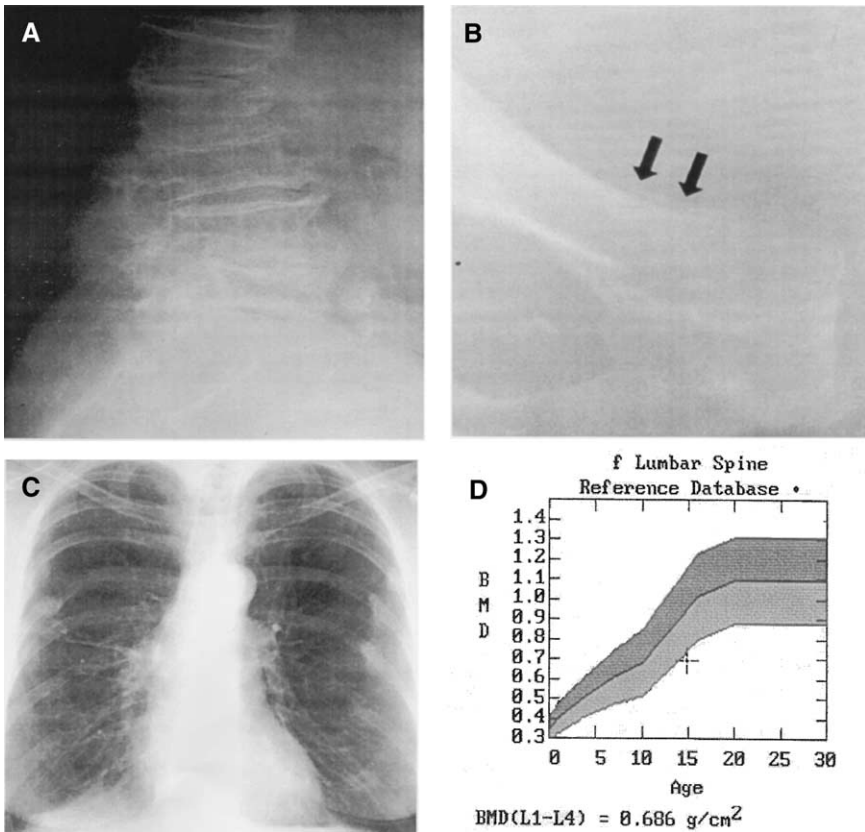 A
B
C
D
f Lumbar Spine
Reference Database •
B
M
D
1.4
1.3
1.2
1.1
1.0
0.9
0.8
0.7
0.6
0.5
0.4
0.3
0 5 10 15 20 25 30
Age
BMD(L1-L4) = 0.686 g/cm²